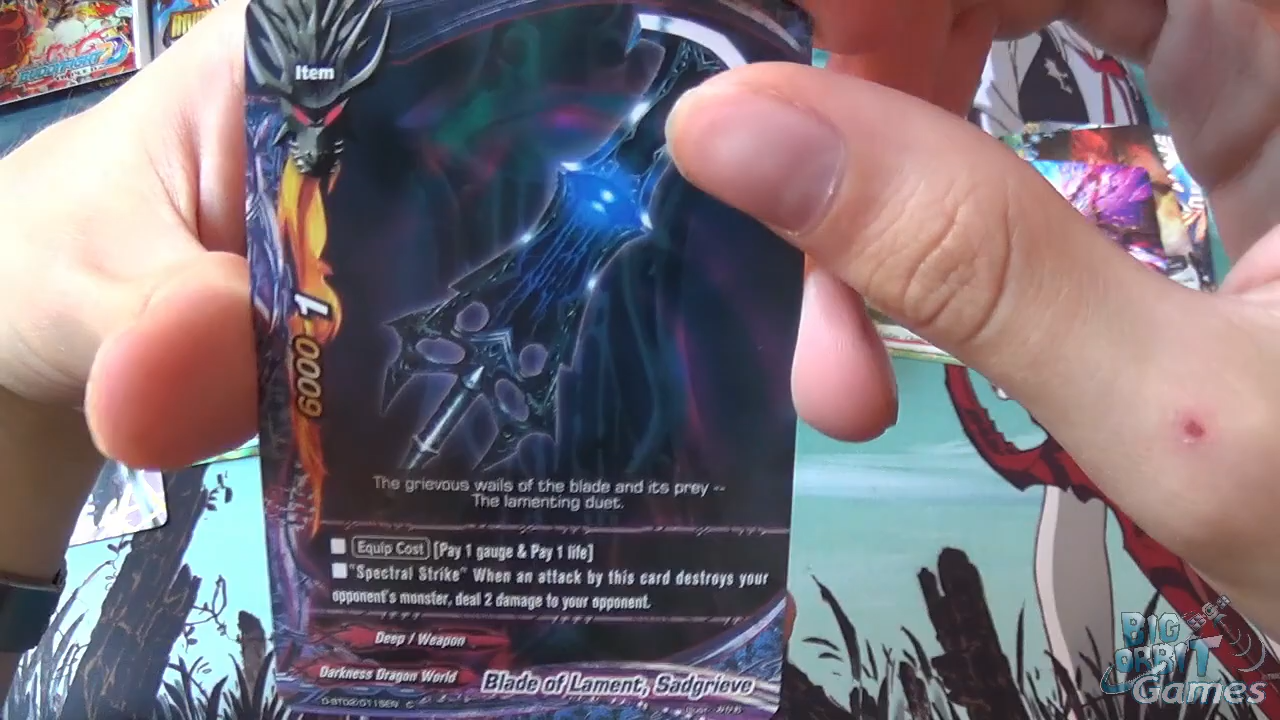 Item
1
6000
The grievous wails of the blade and its prey --
The lamenting duet.
Equip Cost [Pay 1 gauge & Pay 1 life]
"Spectral Strike" When an attack by this card destroys your
opponent's monster, deal 2 damage to your opponent.
Deep / Weapon
Darkness Dragon World
Blade of Lament, Sadgrieve
BIG
ORBIT
Games